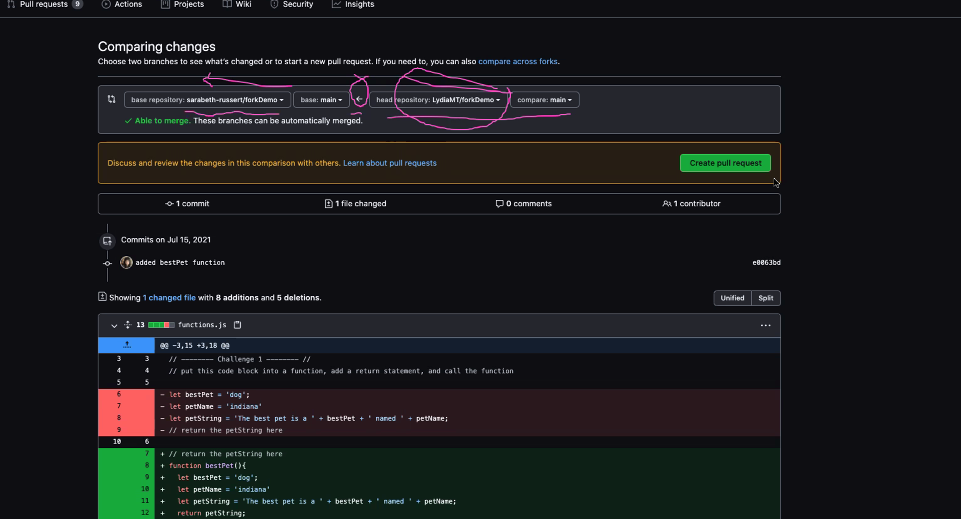 Pull requests 9 Actions Projects Wiki Security Insights
Comparing changes
Choose two branches to see what's changed or to start a new pull request. If you need to, you can also compare across forks.
base repository: sarabeth-russert/forkDemo base: main ← head repository: LydiaMT/forkDemo compare: main
✓ Able to merge. These branches can be automatically merged.
Discuss and review the changes in this comparison with others. Learn about pull requests Create pull request
1 commit 1 file changed 0 comments 1 contributor
Commits on Jul 15, 2021
added bestPet function e0063bd
Showing 1 changed file with 8 additions and 5 deletions. Unified Split
13 functions.js ...
@@ -3,15 +3,18 @@
3 3 // -------- Challenge 1 -------- //
4 4 // put this code block into a function, add a return statement, and call the function
5 5
6 - let bestPet = 'dog';
7 - let petName = 'indiana'
8 - let petString = 'The best pet is a ' + bestPet + ' named ' + petName;
9 - // return the petString here
10 6
7 + // return the petString here
8 + function bestPet(){
9 + let bestPet = 'dog';
10 + let petName = 'indiana'
11 + let petString = 'The best pet is a ' + bestPet + ' named ' + petName;
12 + return petString;